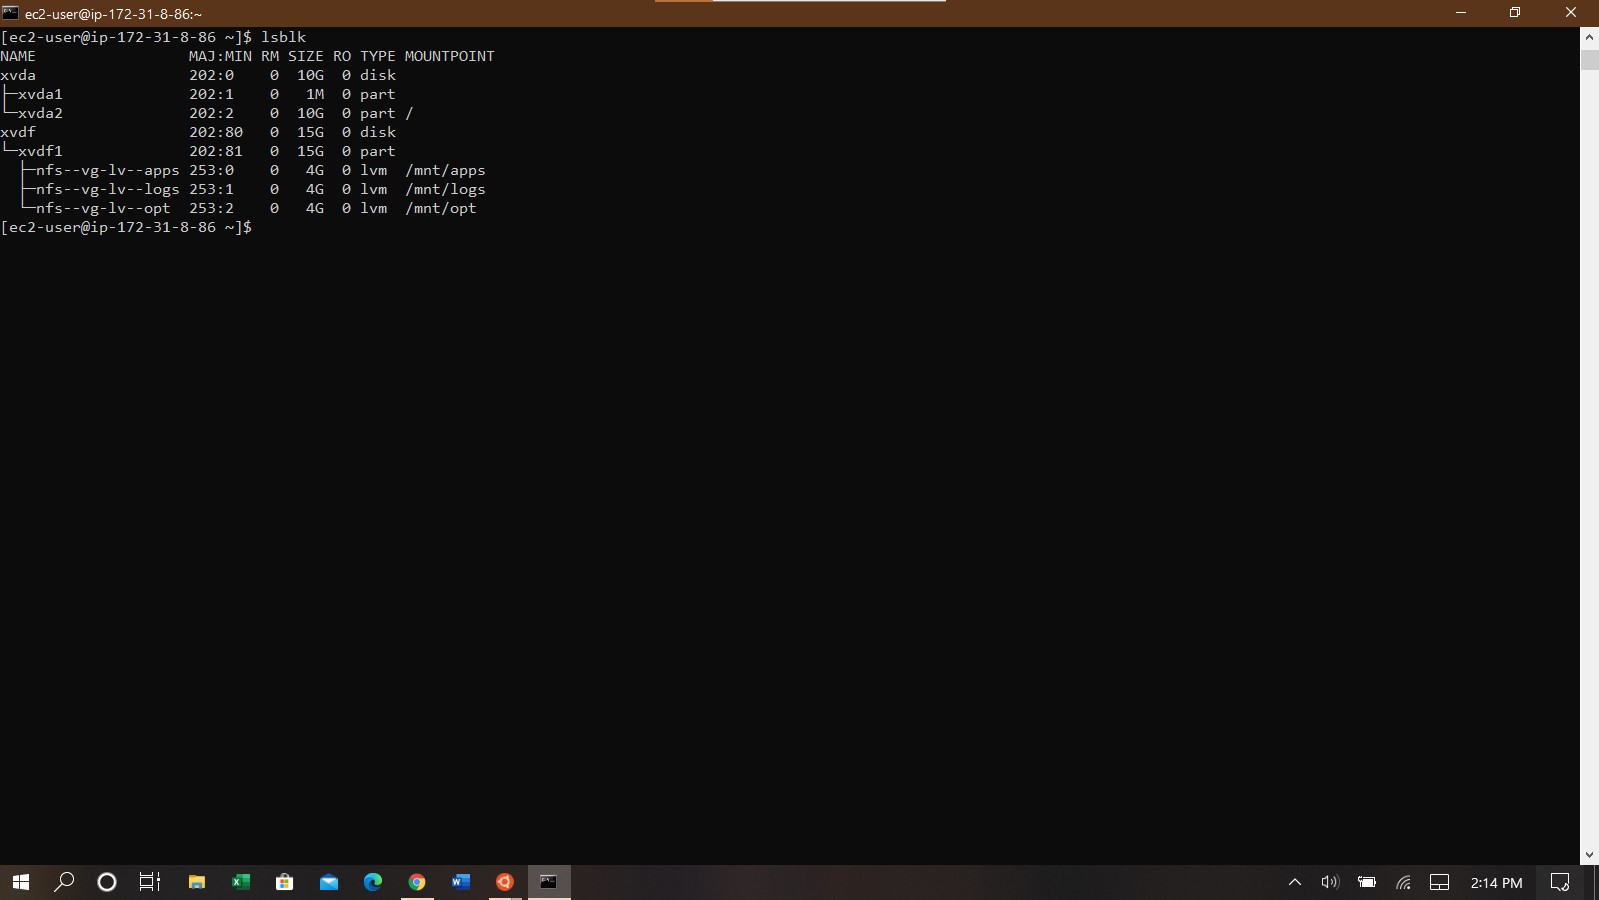 ec2-user@ip-172-31-8-86:~
[ec2-user@ip-172-31-8-86 ~]$ lsblk
NAME                 MAJ:MIN RM SIZE RO TYPE MOUNTPOINT
xvda                 202:0    0  10G  0 disk
├─xvda1              202:1    0   1M  0 part
└─xvda2              202:2    0  10G  0 part /
xvdf                 202:80   0  15G  0 disk
└─xvdf1              202:81   0  15G  0 part
  ├─nfs--vg-lv--apps 253:0    0   4G  0 lvm  /mnt/apps
  ├─nfs--vg-lv--logs 253:1    0   4G  0 lvm  /mnt/logs
  └─nfs--vg-lv--opt  253:2    0   4G  0 lvm  /mnt/opt
[ec2-user@ip-172-31-8-86 ~]$
2:14 PM